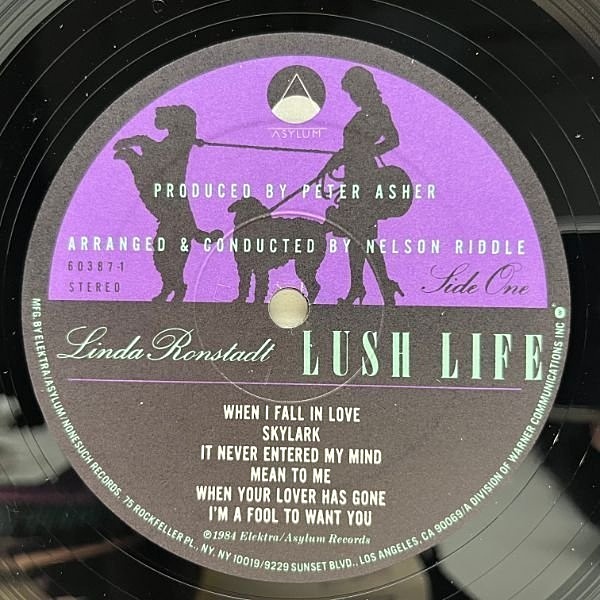 ASYLUM
PRODUCED BY PETER ASHER
ARRANGED & CONDUCTED BY NELSON RIDDLE
60387-1
STEREO
Side One
Linda Ronstadt
LUSH LIFE
WHEN I FALL IN LOVE
SKYLARK
IT NEVER ENTERED MY MIND
MEAN TO ME
WHEN YOUR LOVER HAS GONE
I'M A FOOL TO WANT YOU
©1984 Elektra/Asylum Records
MFG. BY ELEKTRA/ASYLUM/NONESUCH RECORDS, 75 ROCKFELLER PL., NY, NY 10019/9229 SUNSET BLVD., LOS ANGELES, CA 90069/A DIVISION OF WARNER COMMUNICATIONS INC